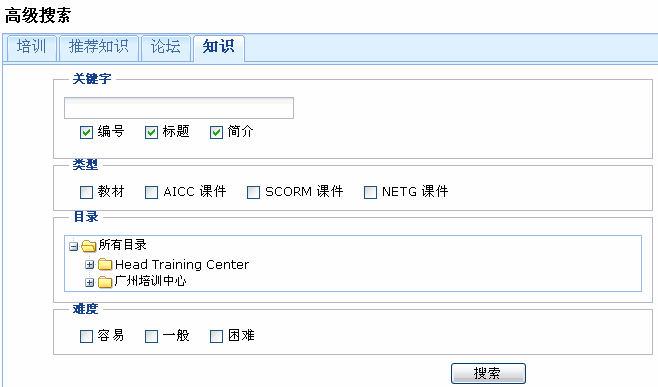 高级搜索
培训 推荐知识 论坛 知识
关键字
编号 标题 简介
类型
教材 AICC 课件 SCORM 课件 NETG 课件
目录
所有目录
Head Training Center
广州培训中心
难度
容易 一般 困难
搜索